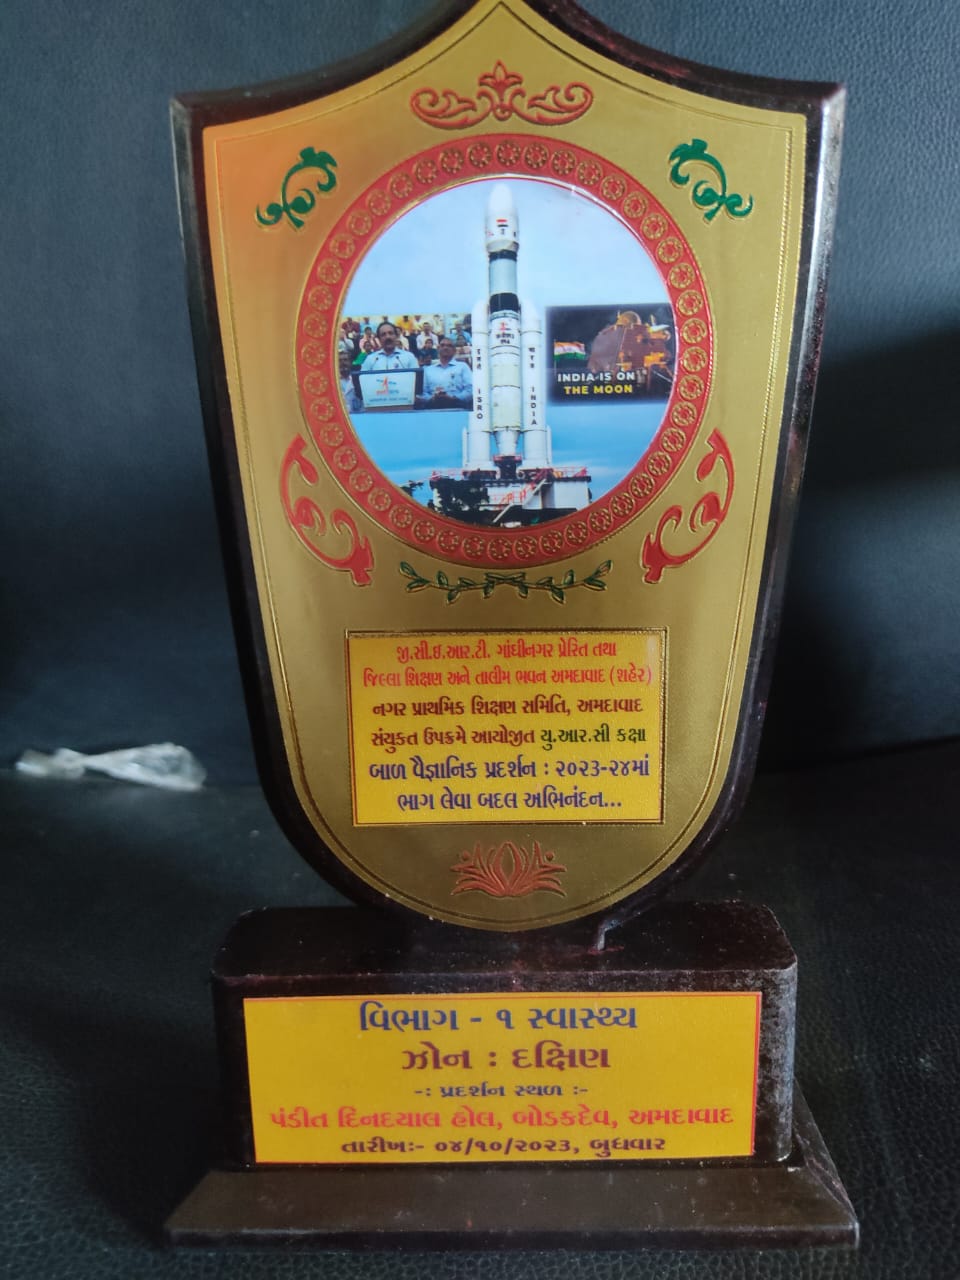 ISRO
INDIA
INDIA IS ON
THE MOON
જી.સી.ઇ.આર.ટી. ગાંધીનગર પ્રેરિત તથા
જિલ્લા શિક્ષણ અને તાલીમ ભવન અમદાવાદ (શહેર)
નગર પ્રાથમિક શિક્ષણ સમિતિ, અમદાવાદ
સંયુકત ઉપક્રમે આયોજીત યુ.આર.સી કક્ષા
બાળ વૈજ્ઞાનિક પ્રદર્શન : ૨૦૨૩-૨૪માં
ભાગ લેવા બદલ અભિનંદન...
વિભાગ - ૧ સ્વાસ્થ્ય
ઝોન : દક્ષિણ
-: પ્રદર્શન સ્થળ :-
પંડીત દિનદયાલ હોલ, બોડકદેવ, અમદાવાદ
તારીખઃ- ૦૪/૧૦/૨૦૨૩, બુધવાર